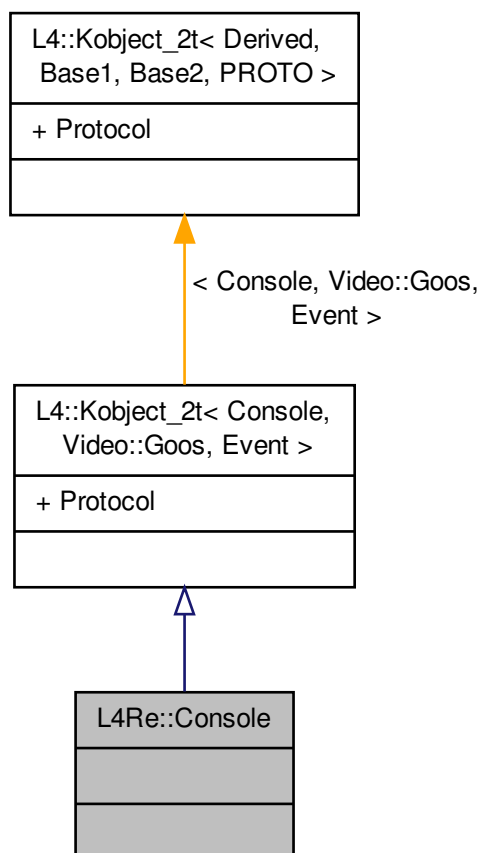 L4::Kobject_2t< Derived,
Base1, Base2, PROTO >
+ Protocol
< Console, Video::Goos,
Event >
L4::Kobject_2t< Console,
Video::Goos, Event >
+ Protocol
L4Re::Console